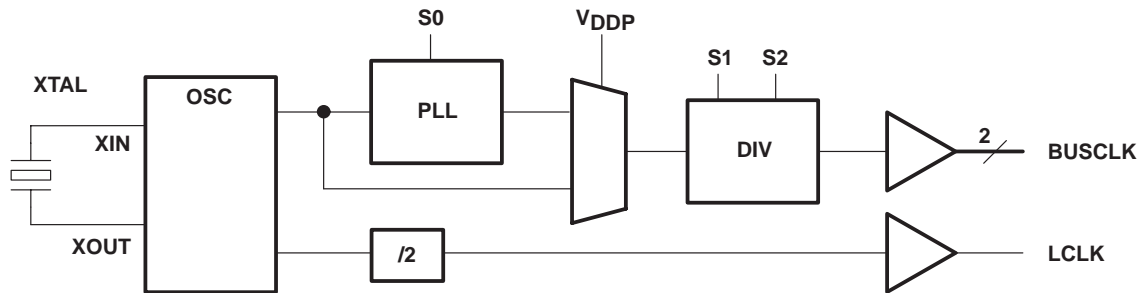 S0
VDDP
S1 S2
XTAL
OSC
PLL
XIN
DIV
2
BUSCLK
XOUT
/2
LCLK